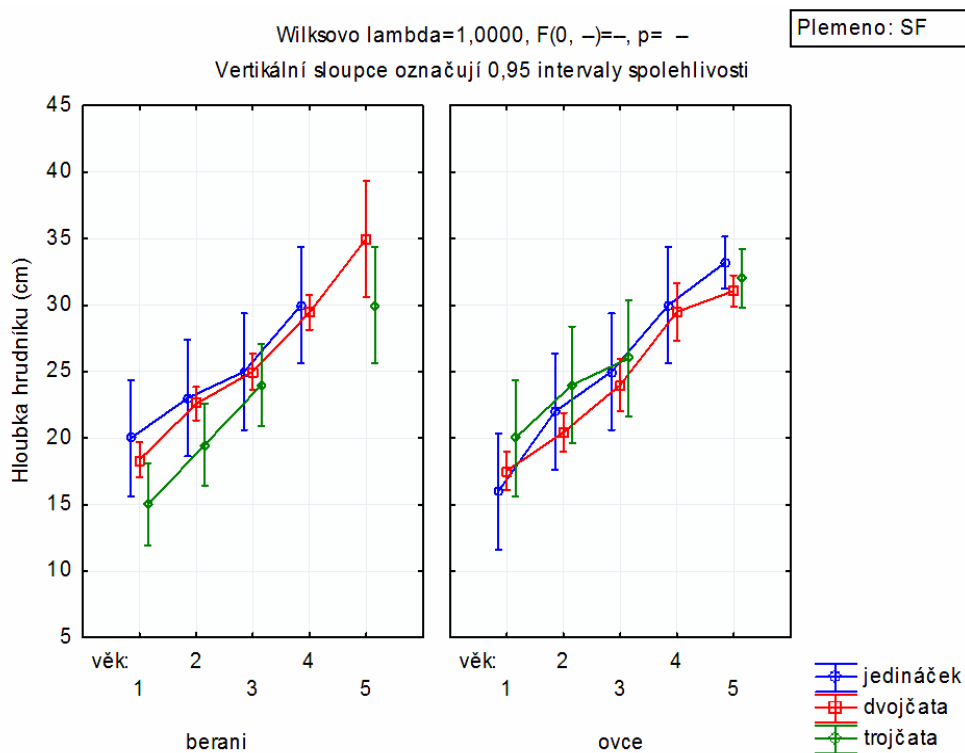 Wilksovo lambda=1,0000, F(0, –)=–, p= –
Plemeno: SF
Vertikální sloupce označují 0,95 intervaly spolehlivosti
Hloubka hrudníku (cm)
45
40
35
30
25
20
15
10
5
věk: 2 4
1 3 5
berani
věk: 2 4
1 3 5
ovce
jedináček
dvojčata
trojčata